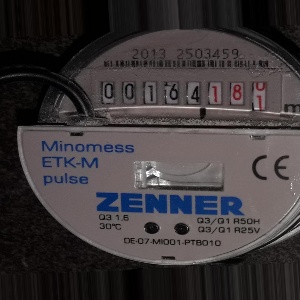 2013 2503459
00164181 m
Minomess
ETK-M
pulse
CE
ZENNER
Q3 1,6 Q3/Q1 R50H
30°C Q3/Q1 R25V
DE-07-MI001-PTB010